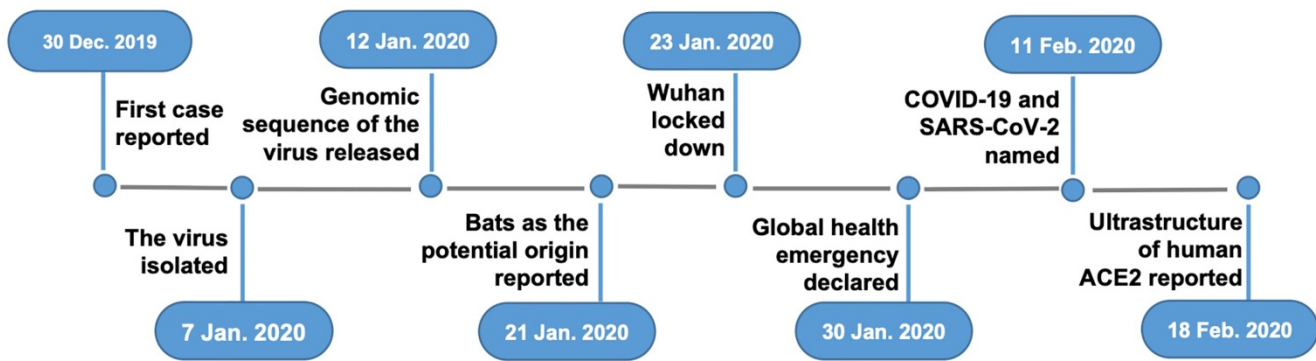 30 Dec. 2019
First case
reported
The virus
isolated
7 Jan. 2020
12 Jan. 2020
Genomic
sequence of the
virus released
Bats as the
potential origin
reported
21 Jan. 2020
23 Jan. 2020
Wuhan
locked
down
Global health
emergency
declared
30 Jan. 2020
11 Feb. 2020
COVID-19 and
SARS-CoV-2
named
Ultrastructure
of human
ACE2 reported
18 Feb. 2020